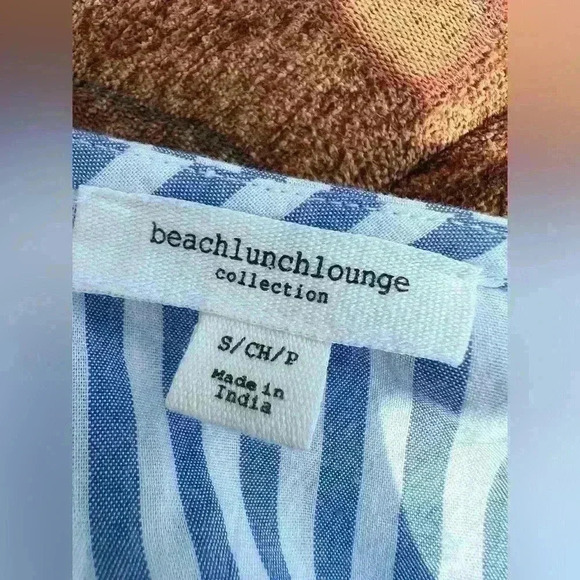 beachlunchlounge
collection
S/CH/P
Made in
India